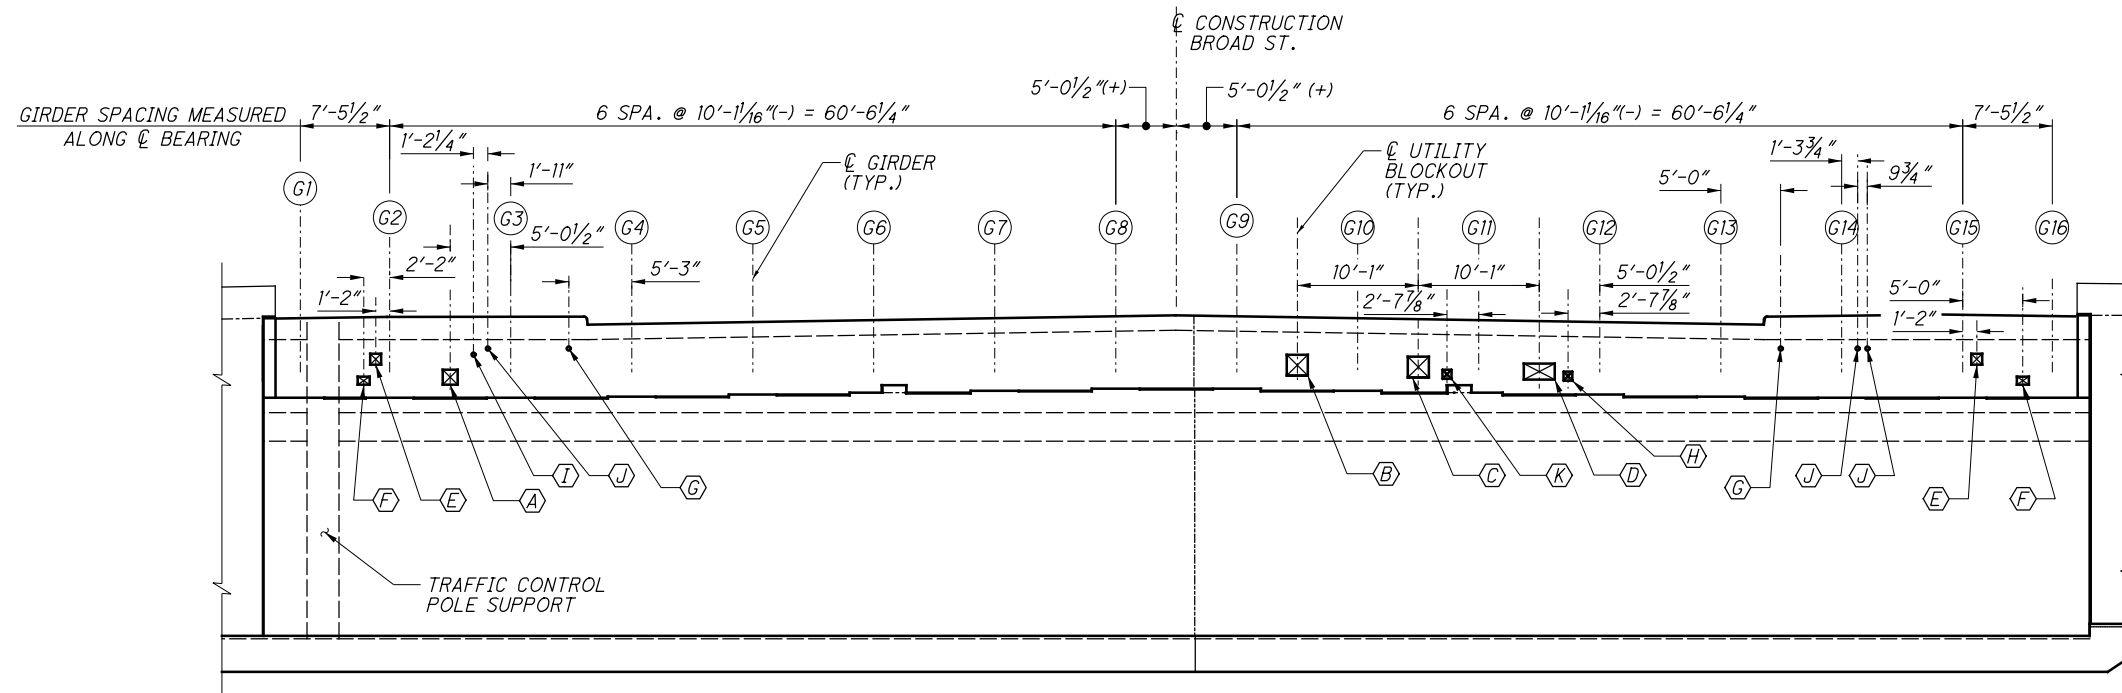 ℄ CONSTRUCTION
BROAD ST.
5'-0½"(+)
5'-0½" (+)
GIRDER SPACING MEASURED
ALONG ℄ BEARING
7'-5½"
6 SPA. @ 10'-1 1/16"(-) = 60'-6¼"
6 SPA. @ 10'-1 1/16"(-) = 60'-6¼"
7'-5½"
1'-2¼"
1'-11"
℄ GIRDER
(TYP.)
℄ UTILITY
BLOCKOUT
(TYP.)
1'-3¾"
9¾"
5'-0"
G1
G2
G3
G4
G5
G6
G7
G8
G9
G10
G11
G12
G13
G14
G15
G16
5'-0½"
2'-2"
5'-3"
1'-2"
10'-1"
10'-1"
5'-0½"
2'-7⅞"
2'-7⅞"
5'-0"
1'-2"
F
E
A
I
J
G
B
C
K
D
H
G
J
J
E
F
TRAFFIC CONTROL
POLE SUPPORT